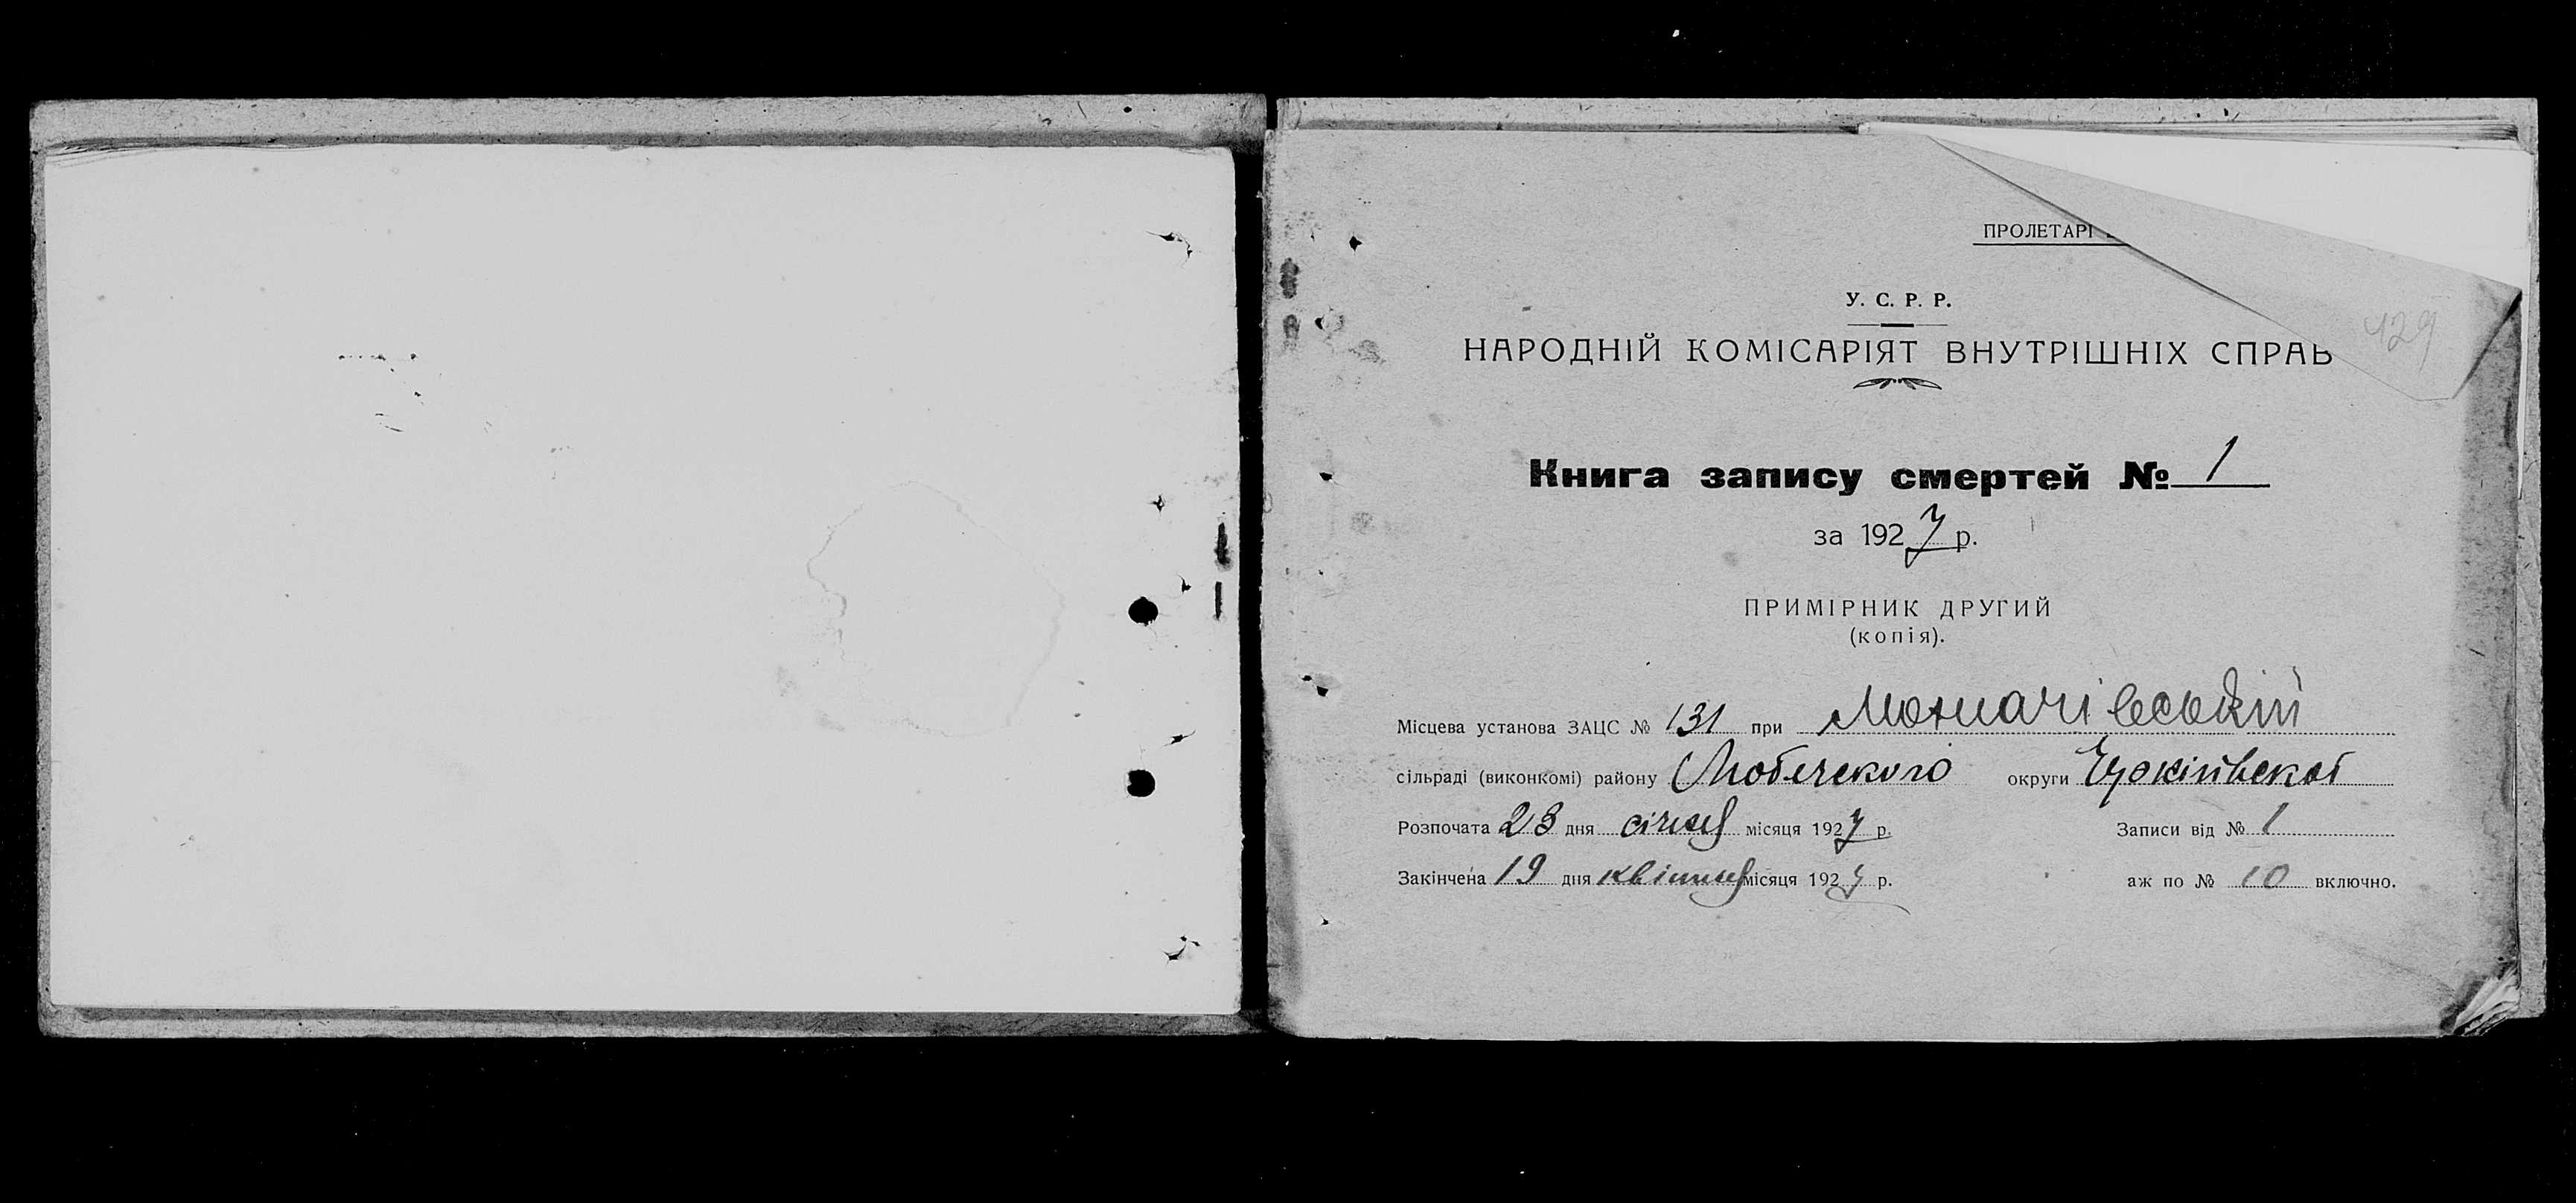 ПРОЛЕТАРІ
У. С. Р. Р.
НАРОДНІЙ КОМІСАРІЯТ ВНУТРІШНІХ СПРАВ
429
Книга запису смертей № 1
за 1927 р.
ПРИМІРНИК ДРУГИЙ
(копія).
Місцева установа ЗАЦС № 131 при
сільраді (виконкомі) району Любечского округи
Розпочата 23 дня січня місяця 1927 р. Записи від № 1
Закінчена 19 дня квітня місяця 1927 р. аж по № 10 включно.